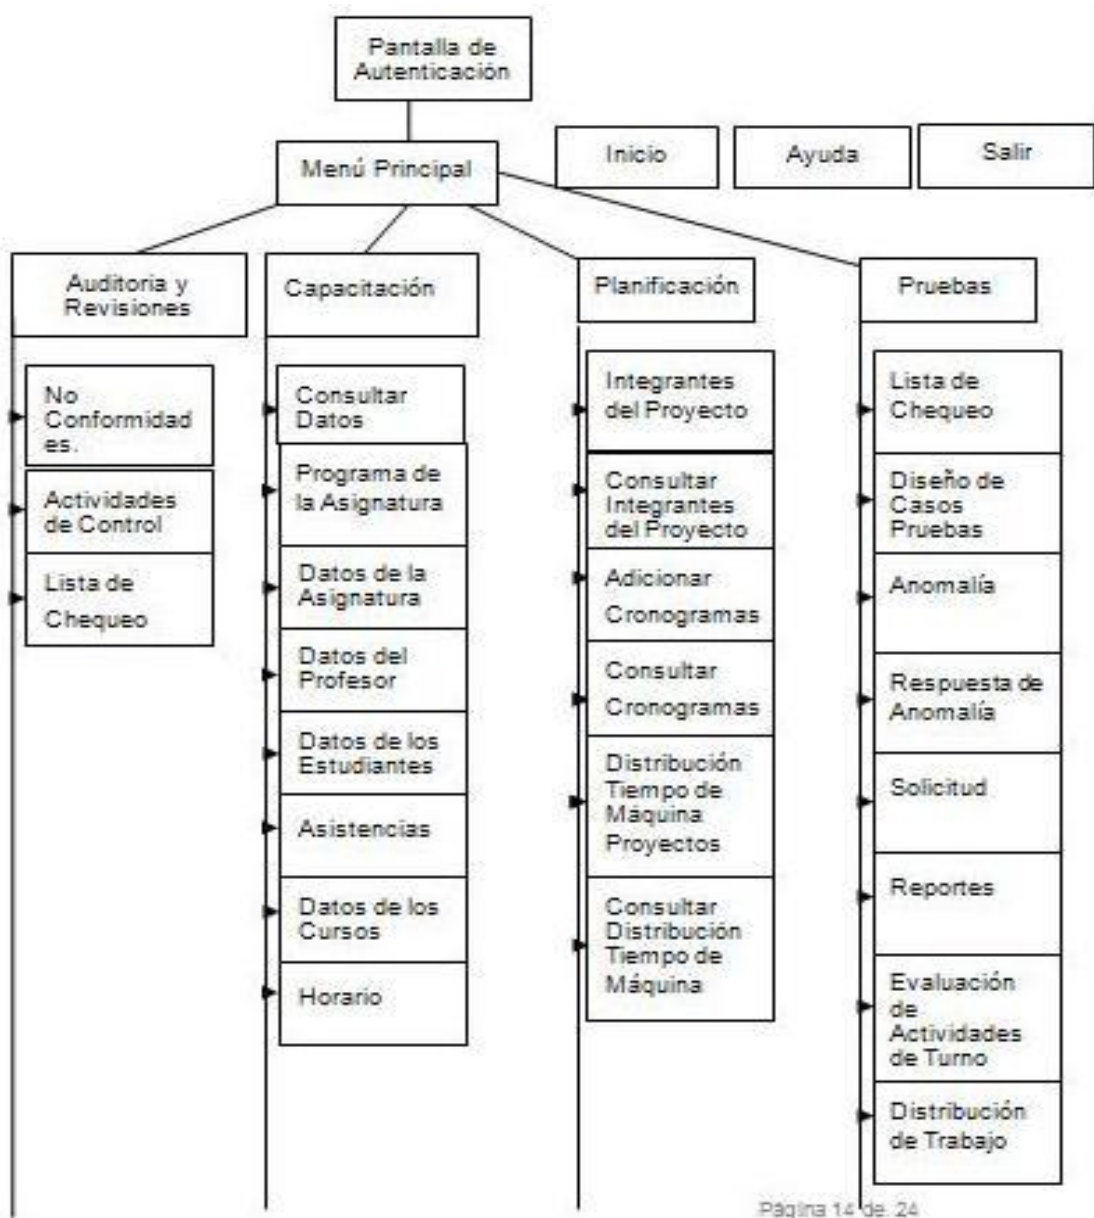 Pantalla de
Autenticación
Menú Principal
Inicio
Ayuda
Salir
Auditoria y
Revisiones
No
Conformidad
es.
Actividades
de Control
Lista de
Chequeo
Capacitación
Consultar
Datos
Programa de
la Asignatura
Datos de la
Asignatura
Datos del
Profesor
Datos de los
Estudiantes
Asistencias
Datos de los
Cursos
Horario
Planificación
Integrantes
del Proyecto
Consultar
Integrantes
del Proyecto
Adicionar
Cronogramas
Consultar
Cronogramas
Distribución
Tiempo de
Máquina
Proyectos
Consultar
Distribución
Tiempo de
Máquina
Pruebas
Lista de
Chequeo
Diseño de
Casos
Pruebas
Anomalía
Respuesta de
Anomalía
Solicitud
Reportes
Evaluación
de
Actividades
de Turno
Distribución
de Trabajo
Página 14 de 24